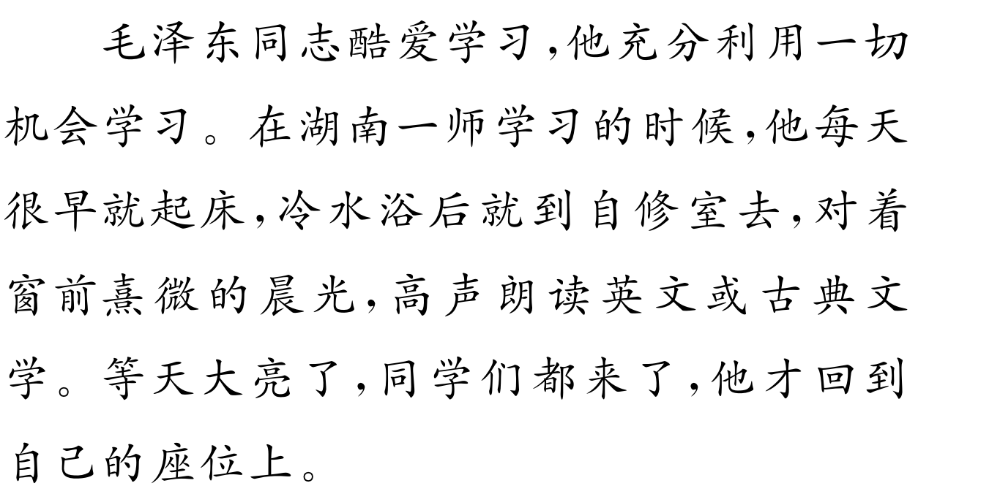 毛泽东同志酷爱学习,他充分利用一切
机会学习。在湖南一师学习的时候,他每天
很早就起床,冷水浴后就到自修室去,对着
窗前熹微的晨光,高声朗读英文或古典文
学。等天大亮了,同学们都来了,他才回到
自己的座位上。